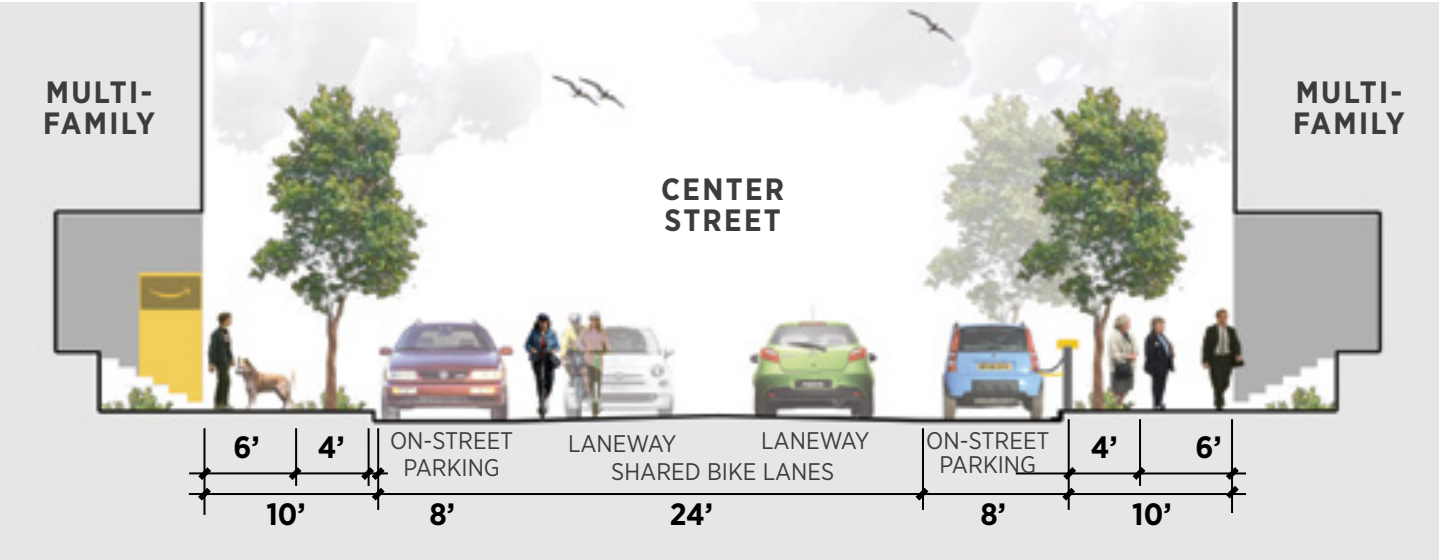 MULTI-
FAMILY
MULTI-
FAMILY
CENTER
STREET
6’
4’
ON-STREET
PARKING
LANEWAY
LANEWAY
SHARED BIKE LANES
ON-STREET
PARKING
4’
6’
10’
8’
24’
8’
10’